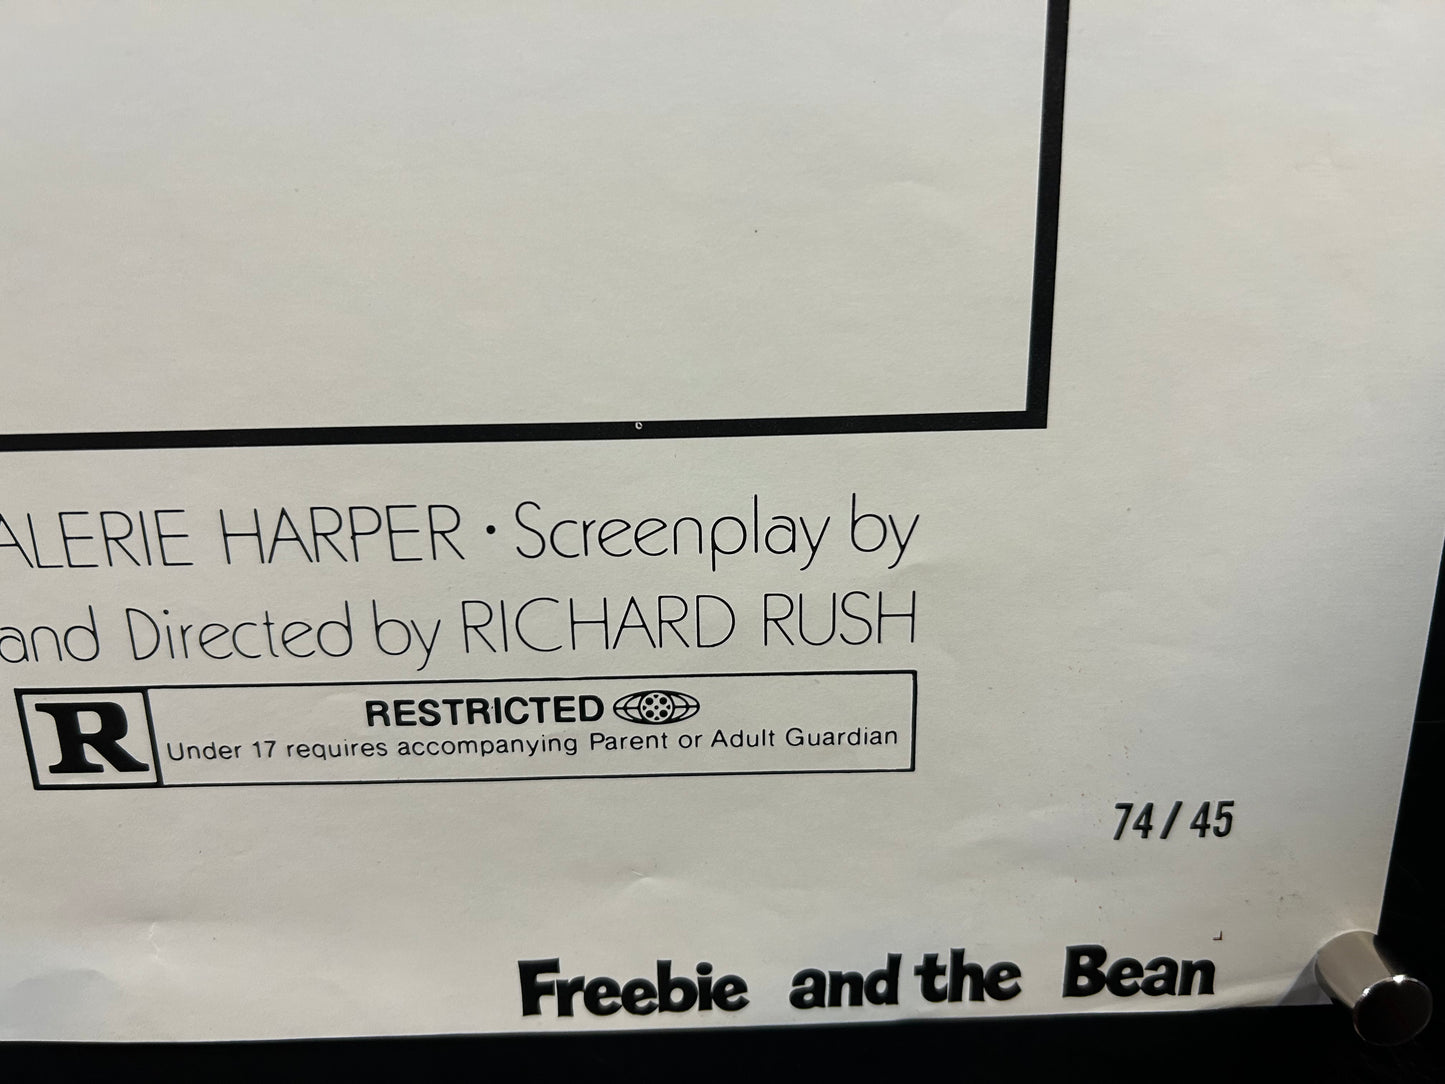 ALERIE HARPER • Screenplay by
and Directed by RICHARD RUSH
R
RESTRICTED
Under 17 requires accompanying Parent or Adult Guardian
74/45
Freebie and the Bean